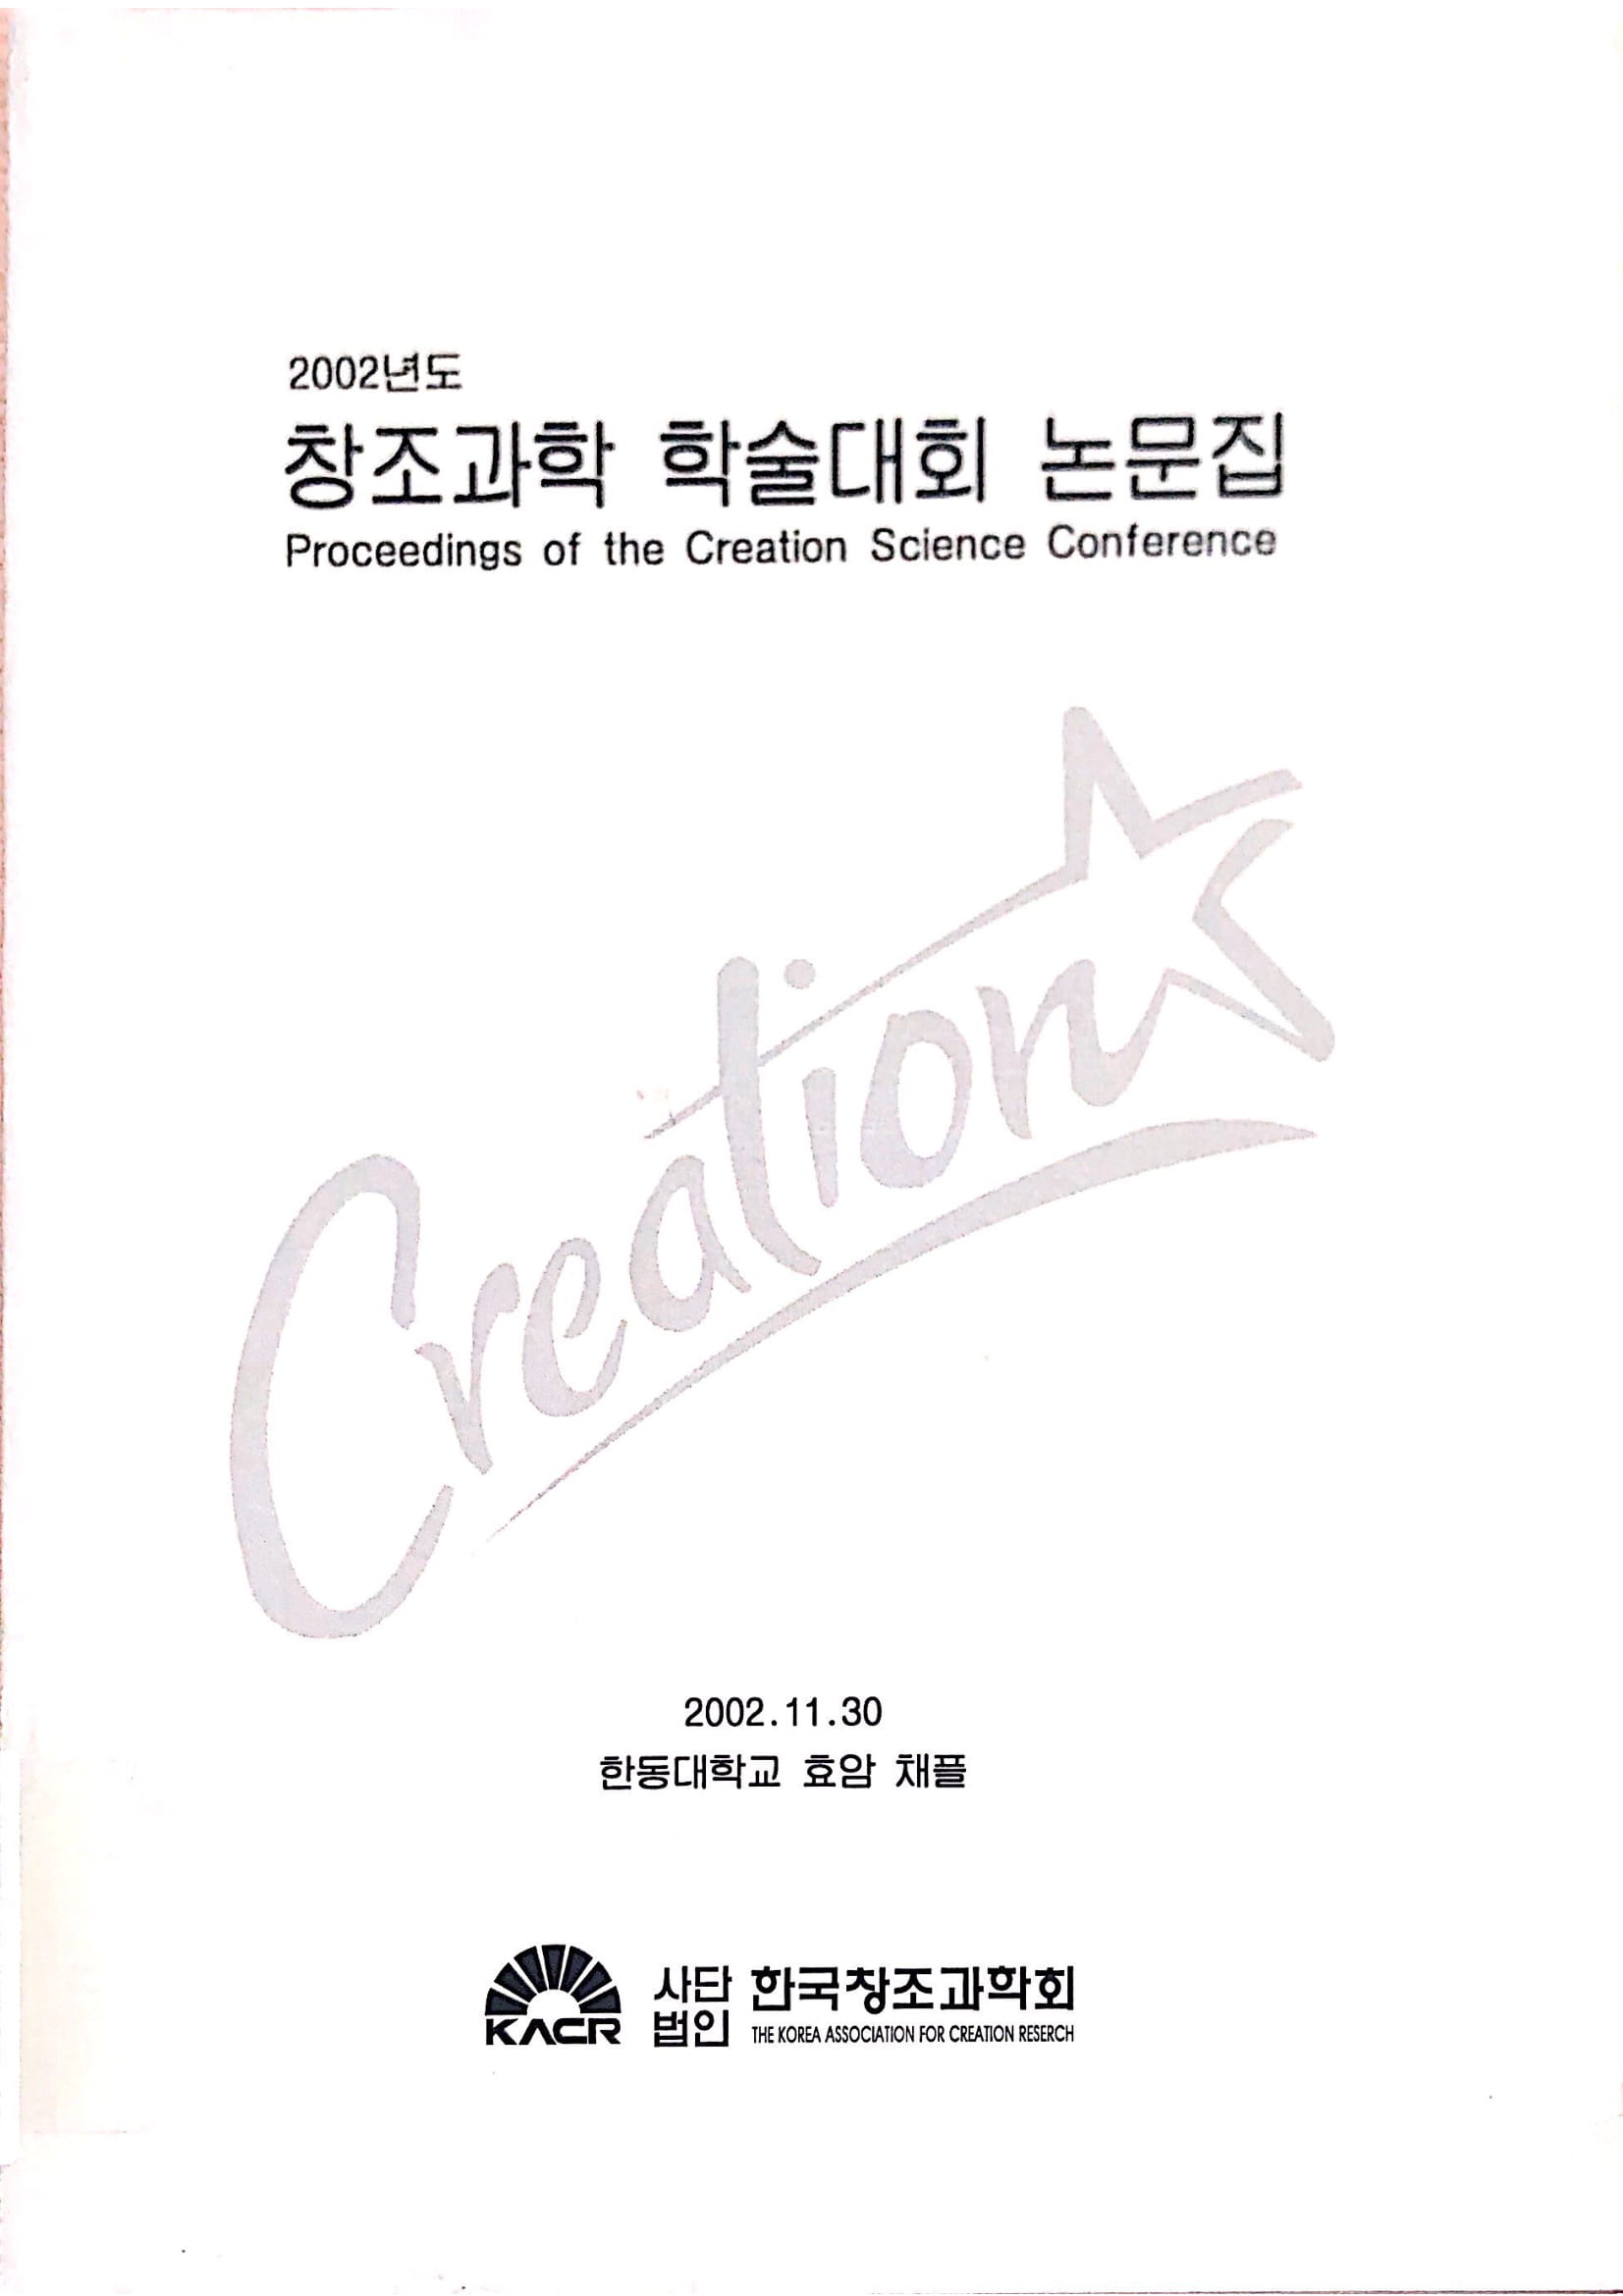 2002년도
창조과학 학술대회 논문집
Proceedings of the Creation Science Conference
Creation
2002.11.30
한동대학교 효암 채플
KACR
사단법인 한국창조과학회
THE KOREA ASSOCIATION FOR CREATION RESERCH